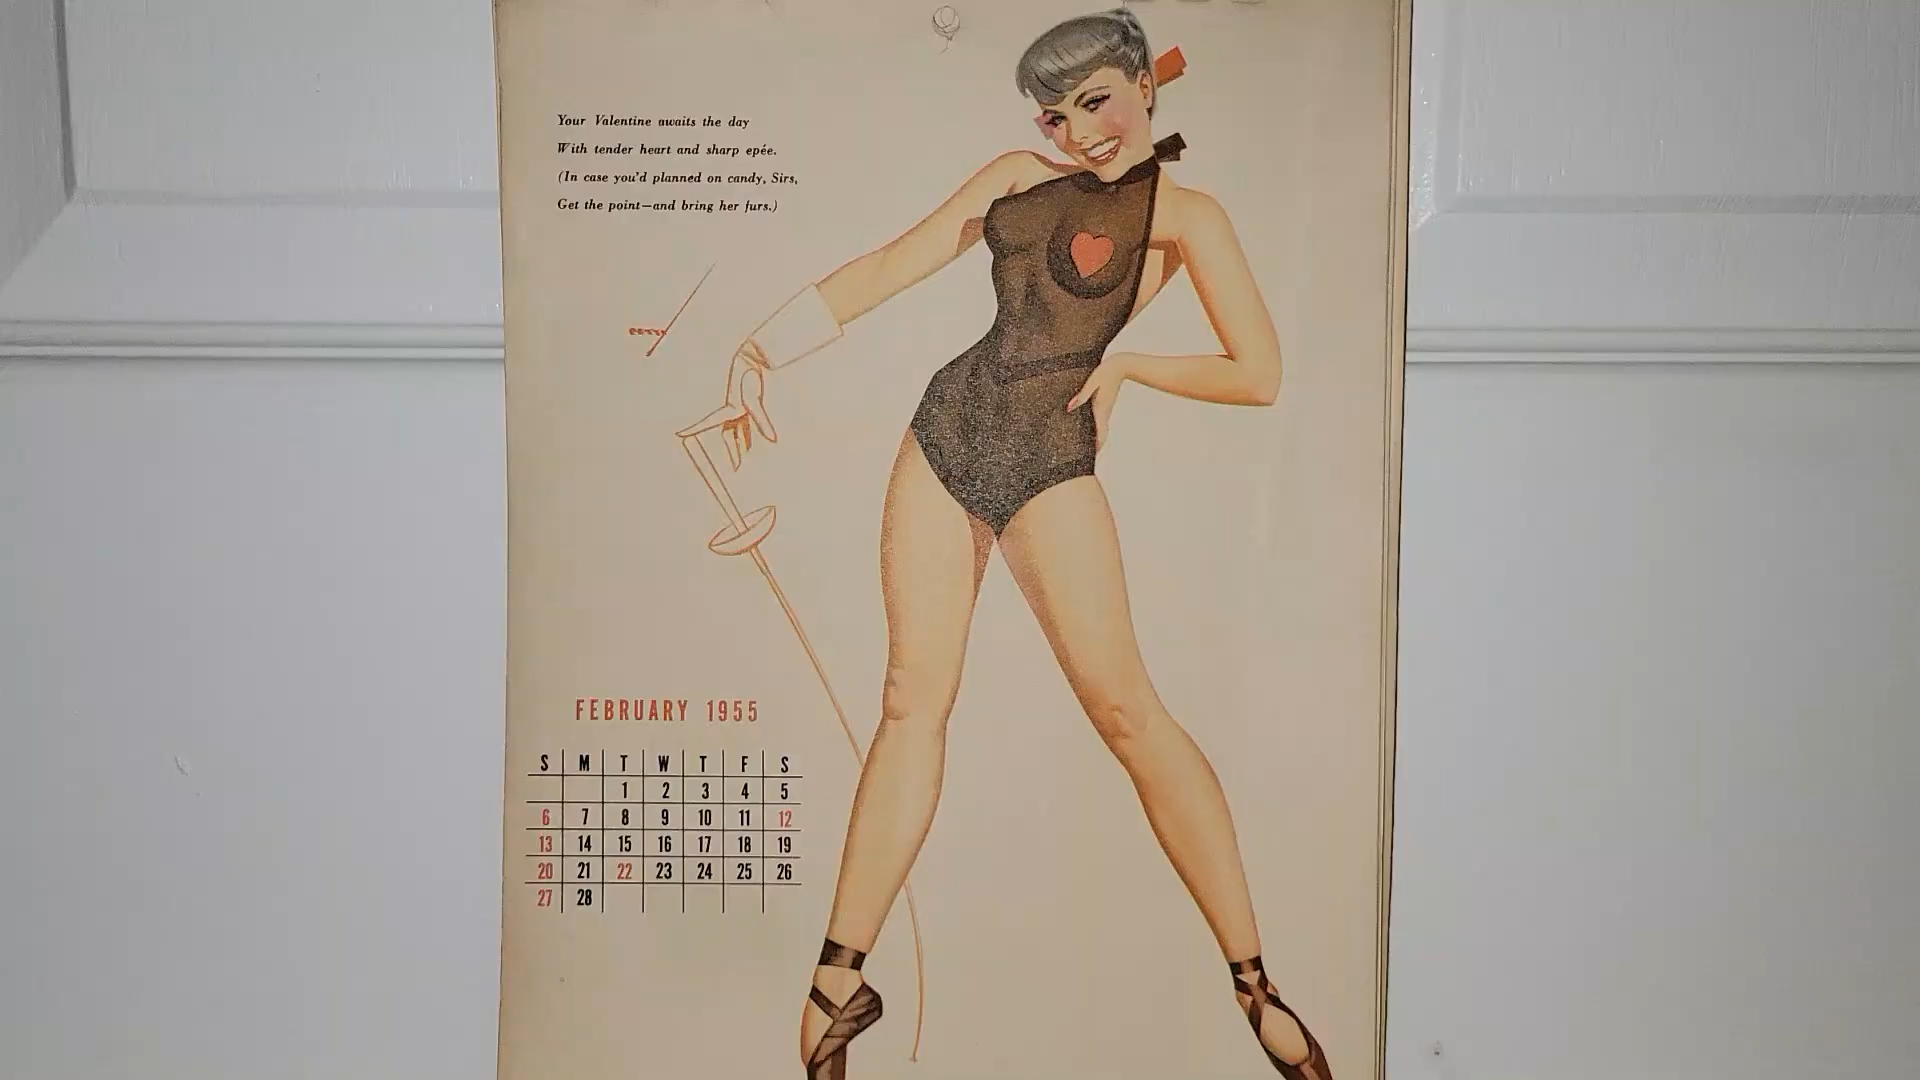 Your Valentine awaits the day
With tender heart and sharp epée.
(In case you'd planned on candy, Sirs,
Get the point—and bring her furs.)
PETTY
FEBRUARY 1955
S M T W T F S
1 2 3 4 5
6 7 8 9 10 11 12
13 14 15 16 17 18 19
20 21 22 23 24 25 26
27 28